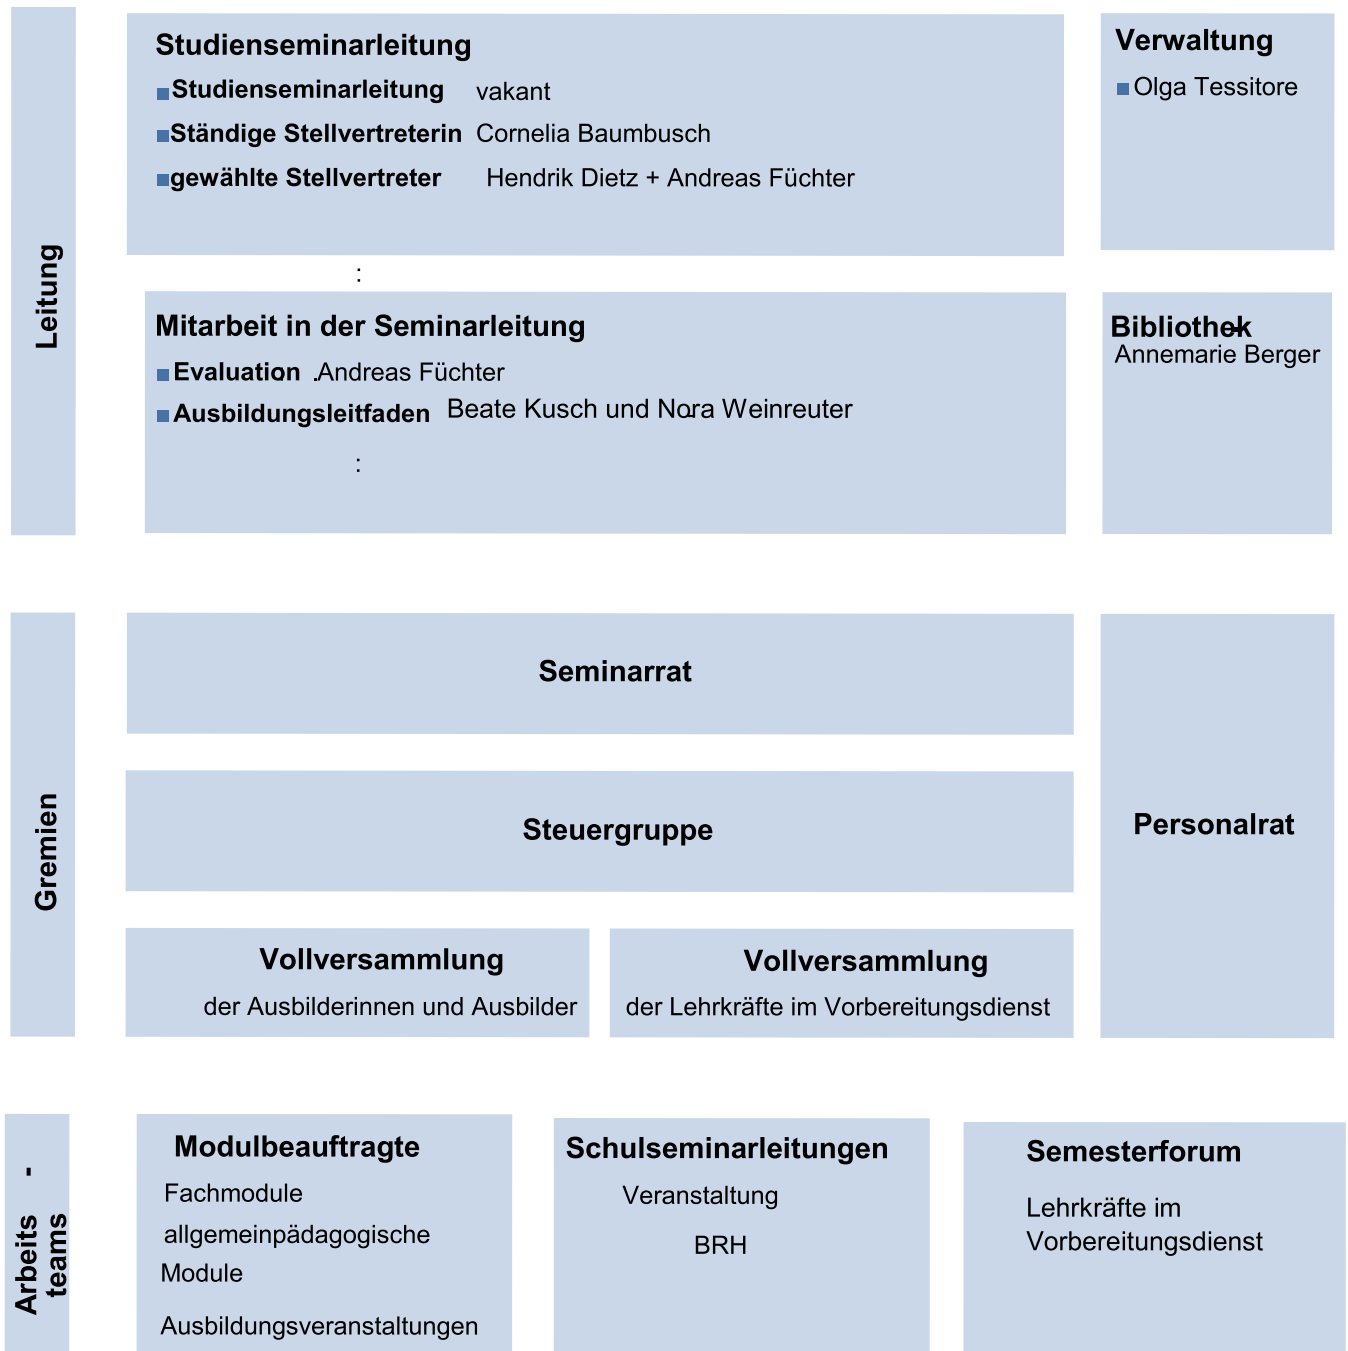 Leitung
Studienseminarleitung
Studienseminarleitung vakant
Ständige Stellvertreterin Cornelia Baumbusch
gewählte Stellvertreter Hendrik Dietz + Andreas Füchter
:
Verwaltung
Olga Tessitore
Mitarbeit in der Seminarleitung
Evaluation .Andreas Füchter
Ausbildungsleitfaden Beate Kusch und Nora Weinreuter
:
Bibliothek
Annemarie Berger
Gremien
Seminarrat
Steuergruppe
Vollversammlung
der Ausbilderinnen und Ausbilder
Vollversammlung
der Lehrkräfte im Vorbereitungsdienst
Personalrat
Arbeits -
teams
Modulbeauftragte
Fachmodule
allgemeinpädagogische
Module
Ausbildungsveranstaltungen
Schulseminarleitungen
Veranstaltung
BRH
Semesterforum
Lehrkräfte im
Vorbereitungsdienst